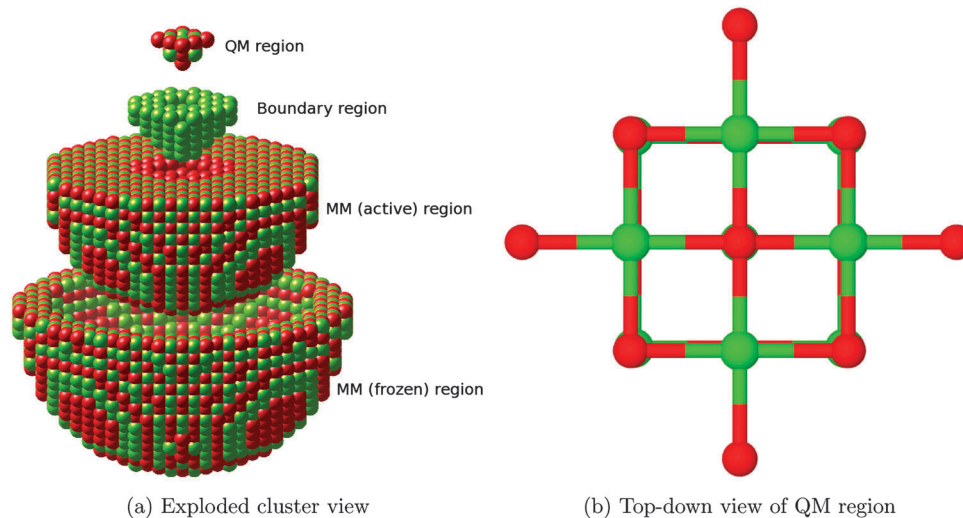 QM region
Boundary region
MM (active) region
MM (frozen) region
(a) Exploded cluster view
(b) Top-down view of QM region